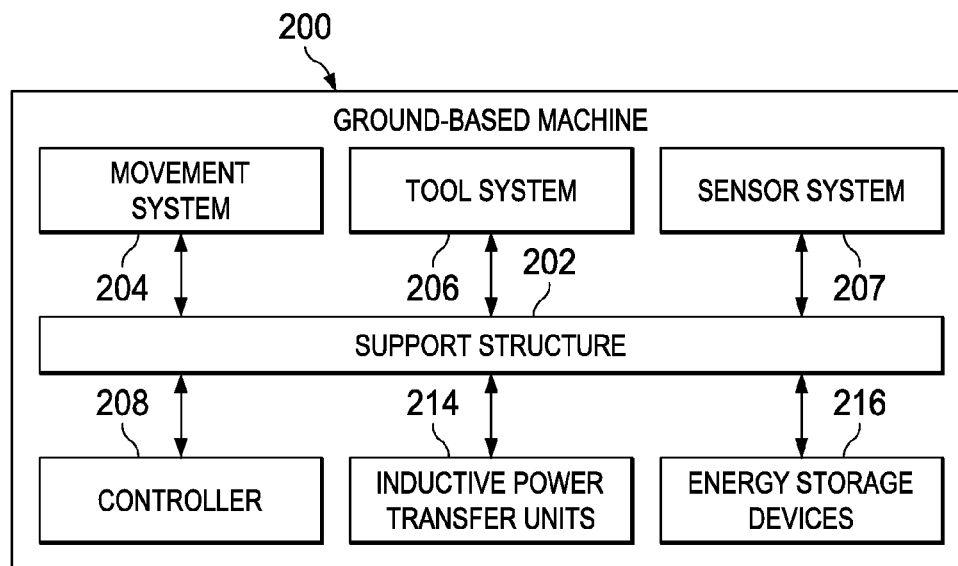 200
GROUND-BASED MACHINE
MOVEMENT
SYSTEM
TOOL SYSTEM
SENSOR SYSTEM
204
206
202
207
SUPPORT STRUCTURE
208
214
216
CONTROLLER
INDUCTIVE POWER
TRANSFER UNITS
ENERGY STORAGE
DEVICES